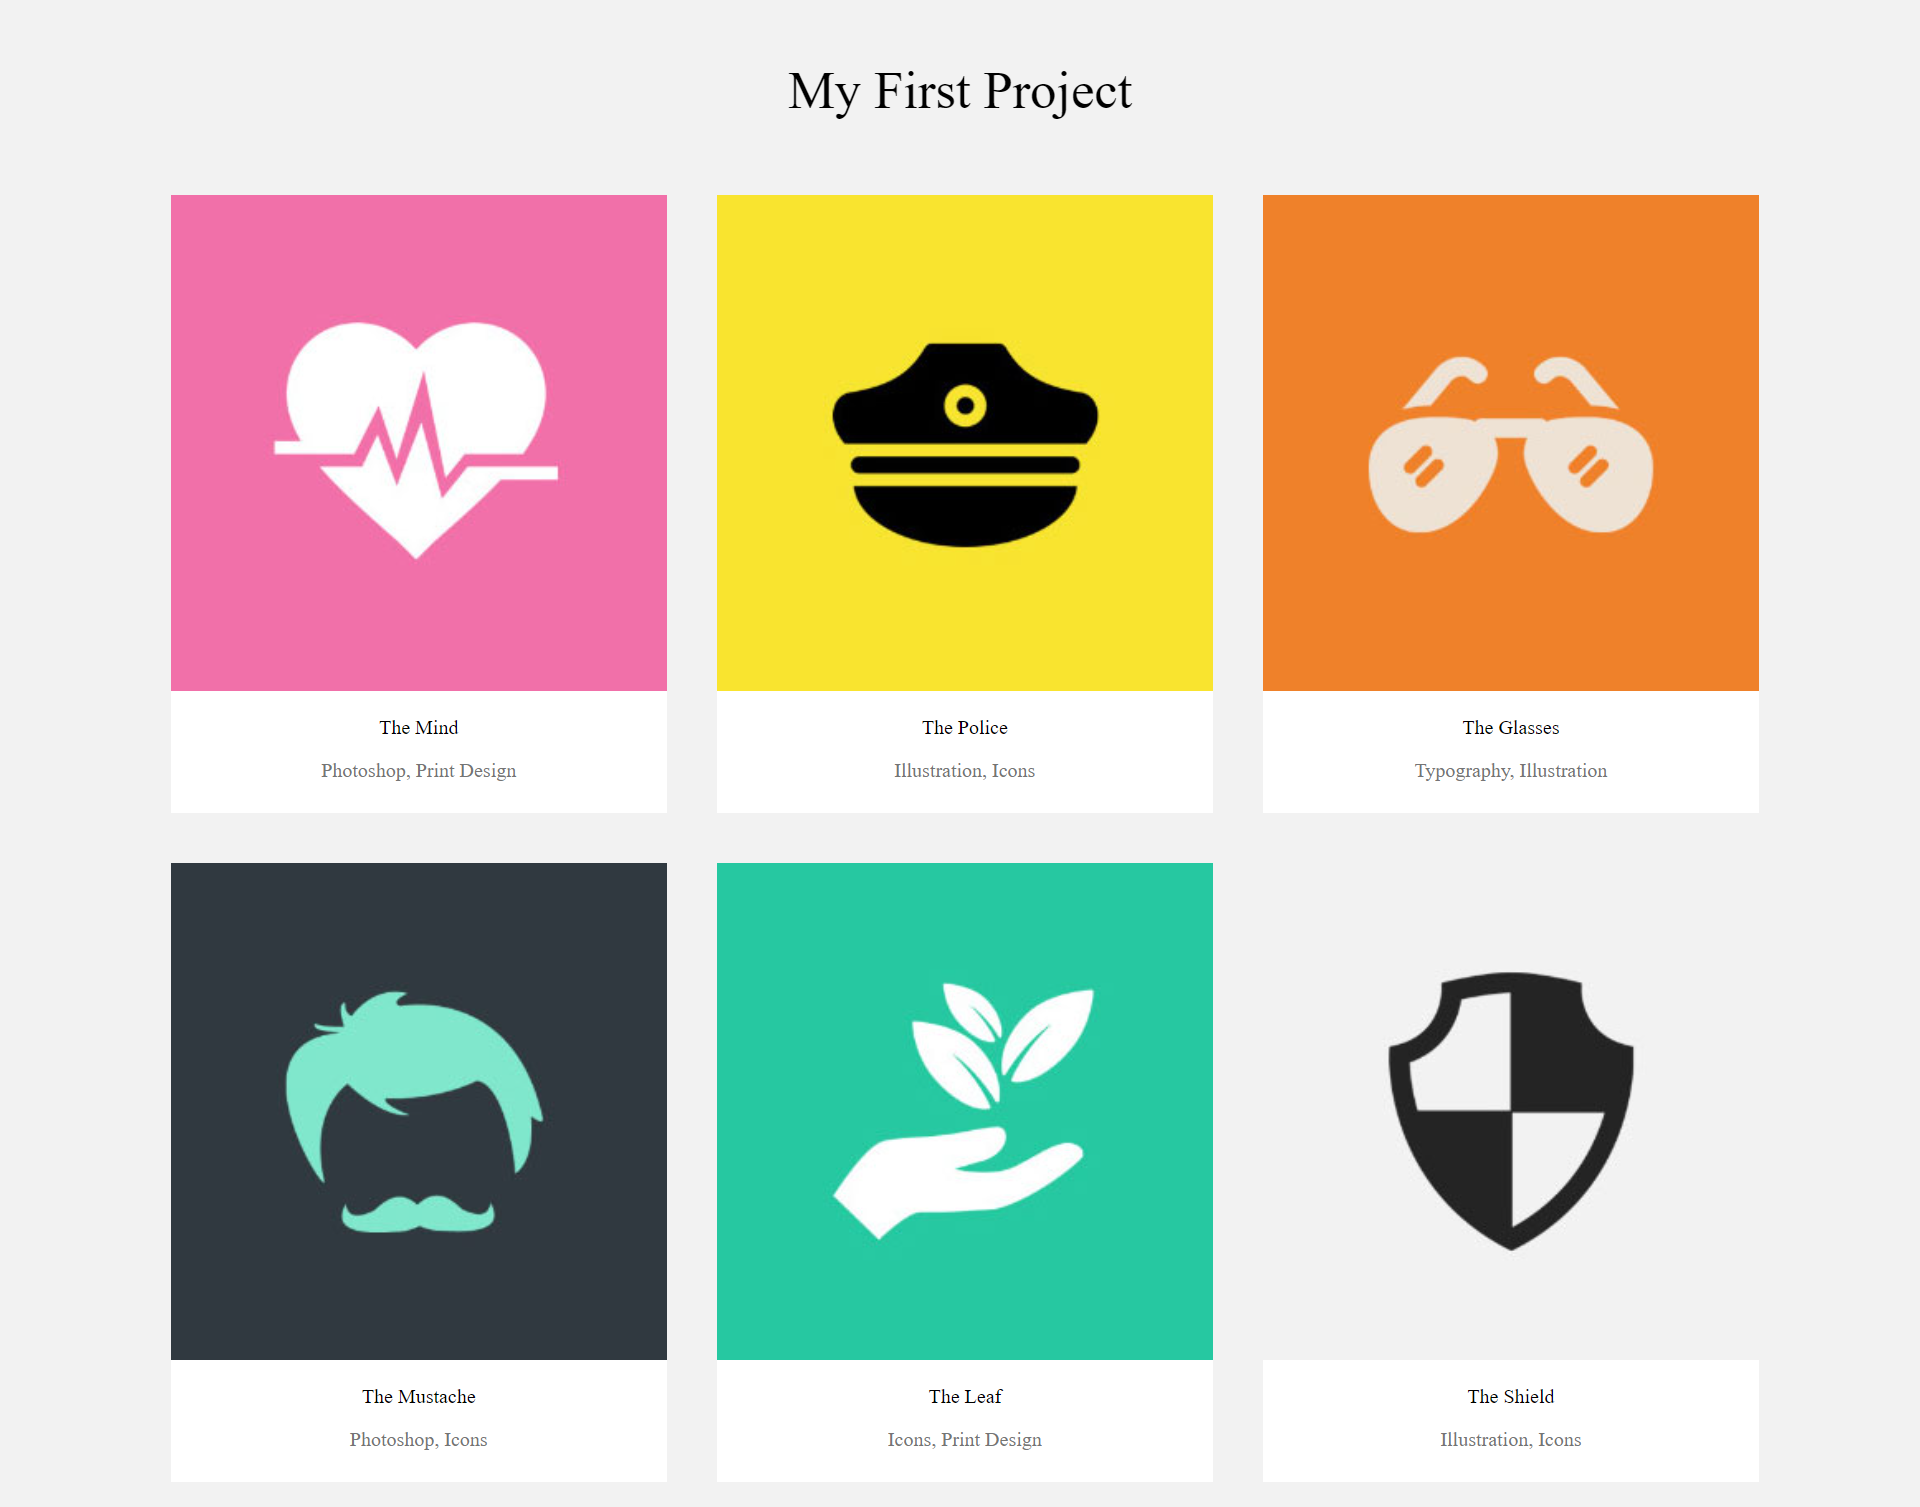 My First Project
The Mind
Photoshop, Print Design
The Police
Illustration, Icons
The Glasses
Typography, Illustration
The Mustache
Photoshop, Icons
The Leaf
Icons, Print Design
The Shield
Illustration, Icons